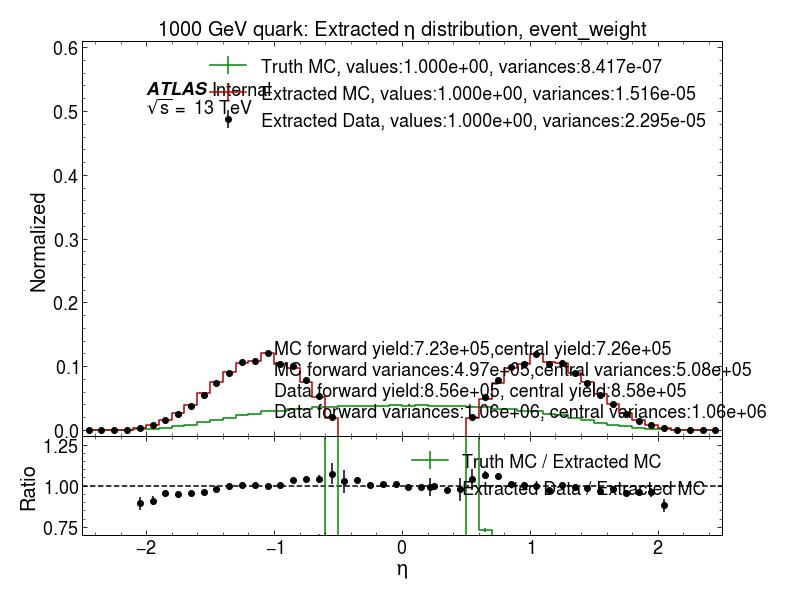 1000 GeV quark: Extracted η distribution, event_weight
Truth MC, values:1.000e+00, variances:8.417e-07
ATLAS Internal
Extracted MC, values:1.000e+00, variances:1.516e-05
√s = 13 TeV
Extracted Data, values:1.000e+00, variances:2.295e-05
Normalized
0.6
0.5
0.4
0.3
0.2
0.1
0.0
MC forward yield:7.23e+05,central yield:7.26e+05
MC forward variances:4.97e+05,central variances:5.08e+05
Data forward yield:8.56e+05, central yield:8.58e+05
Data forward variances:1.06e+06, central variances:1.06e+06
Ratio
1.25
1.00
0.75
Truth MC / Extracted MC
Extracted Data / Extracted MC
−2
−1
0
1
2
η